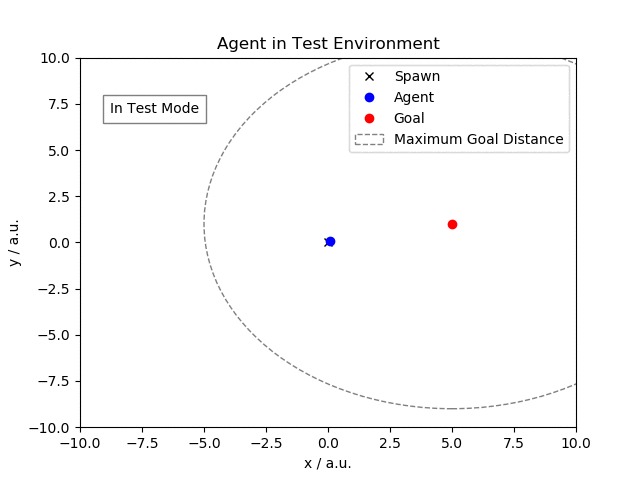 Agent in Test Environment
10.0
7.5
5.0
2.5
0.0
−2.5
−5.0
−7.5
−10.0
y / a.u.
In Test Mode
Spawn
Agent
Goal
Maximum Goal Distance
−10.0 −7.5 −5.0 −2.5 0.0 2.5 5.0 7.5 10.0
x / a.u.